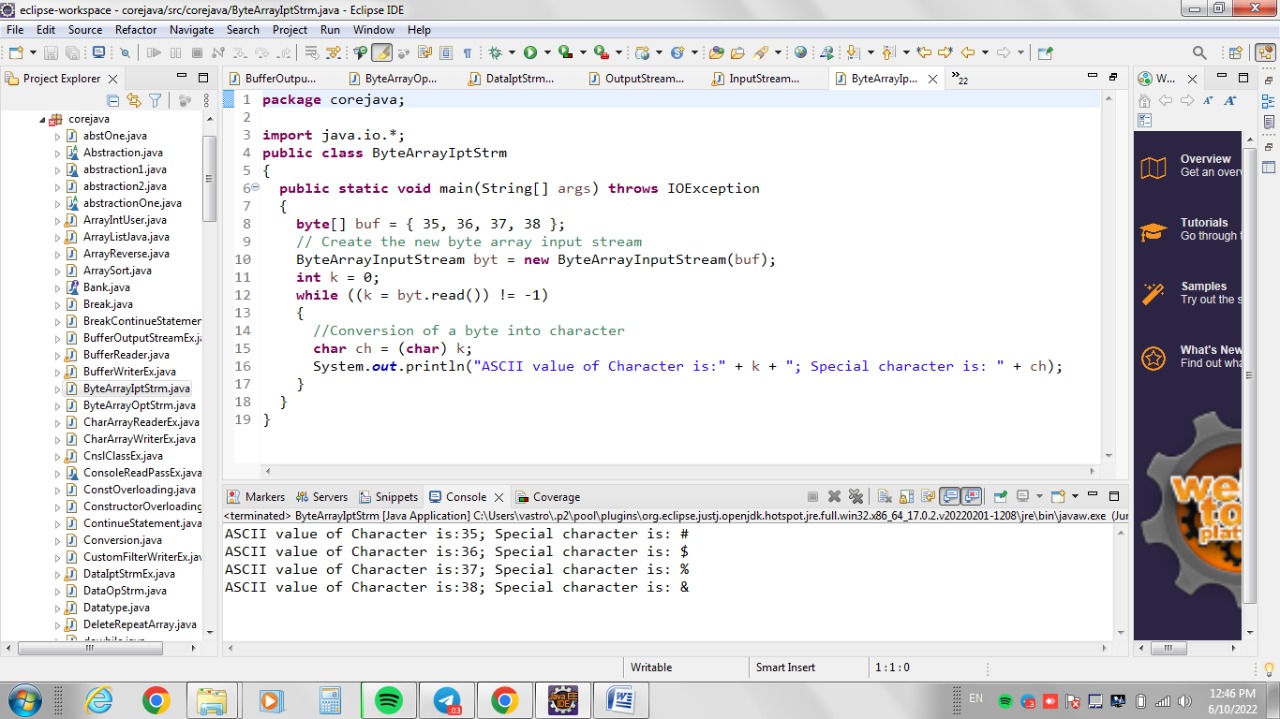 eclipse-workspace - corejava/src/corejava/ByteArrayIptStrm.java - Eclipse IDE
File Edit Source Refactor Navigate Search Project Run Window Help
Project Explorer
corejava
abstOne.java
Abstraction.java
abstraction1.java
abstraction2.java
abstractionOne.java
ArrayIntUser.java
ArrayListJava.java
ArrayReverse.java
ArraySort.java
Bank.java
Break.java
BreakContinueStatemen
BufferOutputStreamEx.j
BufferReader.java
BufferWriterEx.java
ByteArrayIptStrm.java
ByteArrayOptStrm.java
CharArrayReaderEx.java
CharArrayWriterEx.java
CnslClassEx.java
ConsoleReadPassEx.java
ConstOverloading.java
ConstructorOverloading
ContinueStatement.java
Conversion.java
CustomFilterWriterEx.jav
DataIptStrmEx.java
DataOpStrm.java
Datatype.java
DeleteRepeatArray.java
BufferOutpu... ByteArrayOp... DataIptStrm... OutputStream... InputStream... ByteArrayIp... »22
1 package corejava;
2
3 import java.io.*;
4 public class ByteArrayIptStrm
5 {
6 public static void main(String[] args) throws IOException
7 {
8 byte[] buf = { 35, 36, 37, 38 };
9 // Create the new byte array input stream
10 ByteArrayInputStream byt = new ByteArrayInputStream(buf);
11 int k = 0;
12 while ((k = byt.read()) != -1)
13 {
14 //Conversion of a byte into character
15 char ch = (char) k;
16 System.out.println("ASCII value of Character is:" + k + "; Special character is: " + ch);
17 }
18 }
19 }
Markers Servers Snippets Console Coverage
<terminated> ByteArrayIptStrm [Java Application] C:\Users\vastro\.p2\pool\plugins\org.eclipse.justj.openjdk.hotspot.jre.full.win32.x86_64_17.0.2.v20220201-1208\jre\bin\javaw.exe (Jun
ASCII value of Character is:35; Special character is: #
ASCII value of Character is:36; Special character is: $
ASCII value of Character is:37; Special character is: %
ASCII value of Character is:38; Special character is: &
W...
Overview
Get an overv
Tutorials
Go through t
Samples
Try out the s
What's New
Find out wha
Writable Smart Insert 1:1:0
Java EE
IDE
EN
12:46 PM
6/10/2022